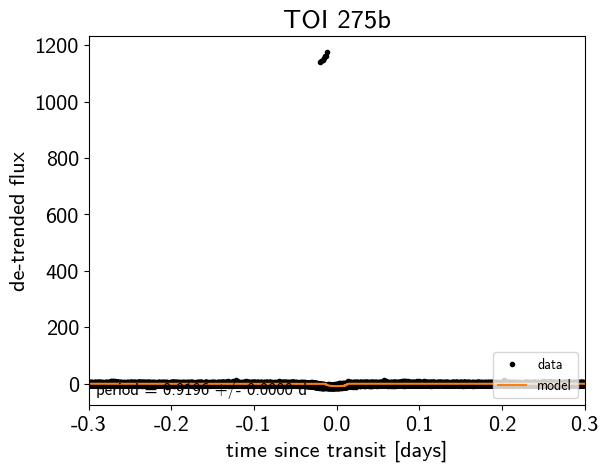 TOI 275b
1200
1000
800
600
400
200
0
de-trended flux
data
model
period = 0.9196 +/- 0.0000 d
-0.3 -0.2 -0.1 0.0 0.1 0.2 0.3
time since transit [days]